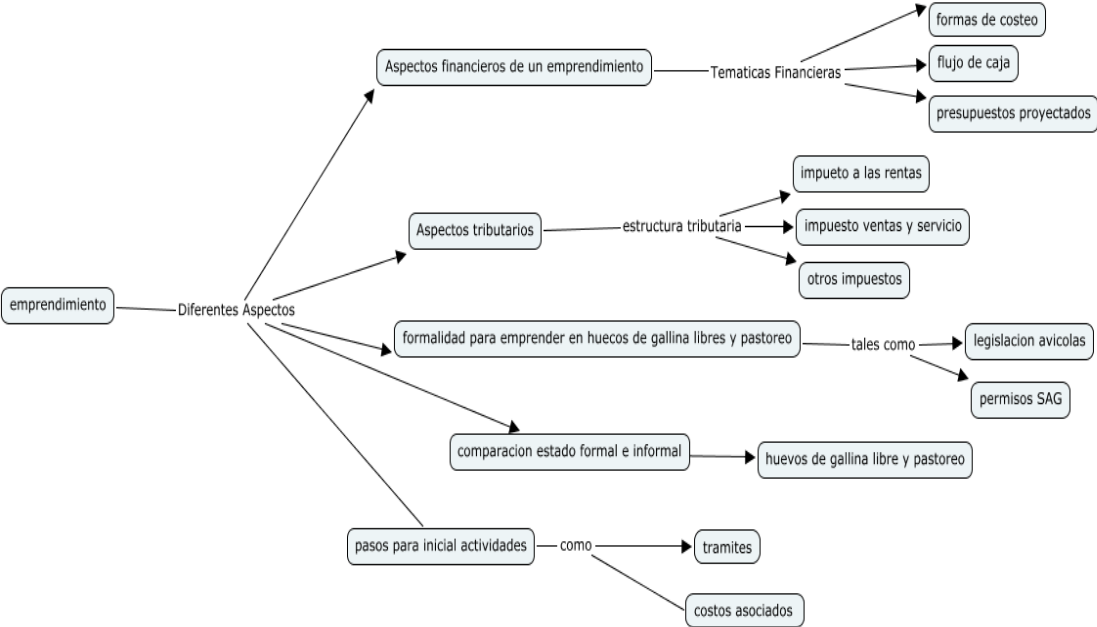 formas de costeo
Aspectos financieros de un emprendimiento
Tematicas Financieras
flujo de caja
presupuestos proyectados
impueto a las rentas
Aspectos tributarios
estructura tributaria
impuesto ventas y servicio
otros impuestos
emprendimiento
Diferentes Aspectos
formalidad para emprender en huecos de gallina libres y pastoreo
tales como
legislacion avicolas
permisos SAG
comparacion estado formal e informal
huevos de gallina libre y pastoreo
pasos para inicial actividades
como
tramites
costos asociados